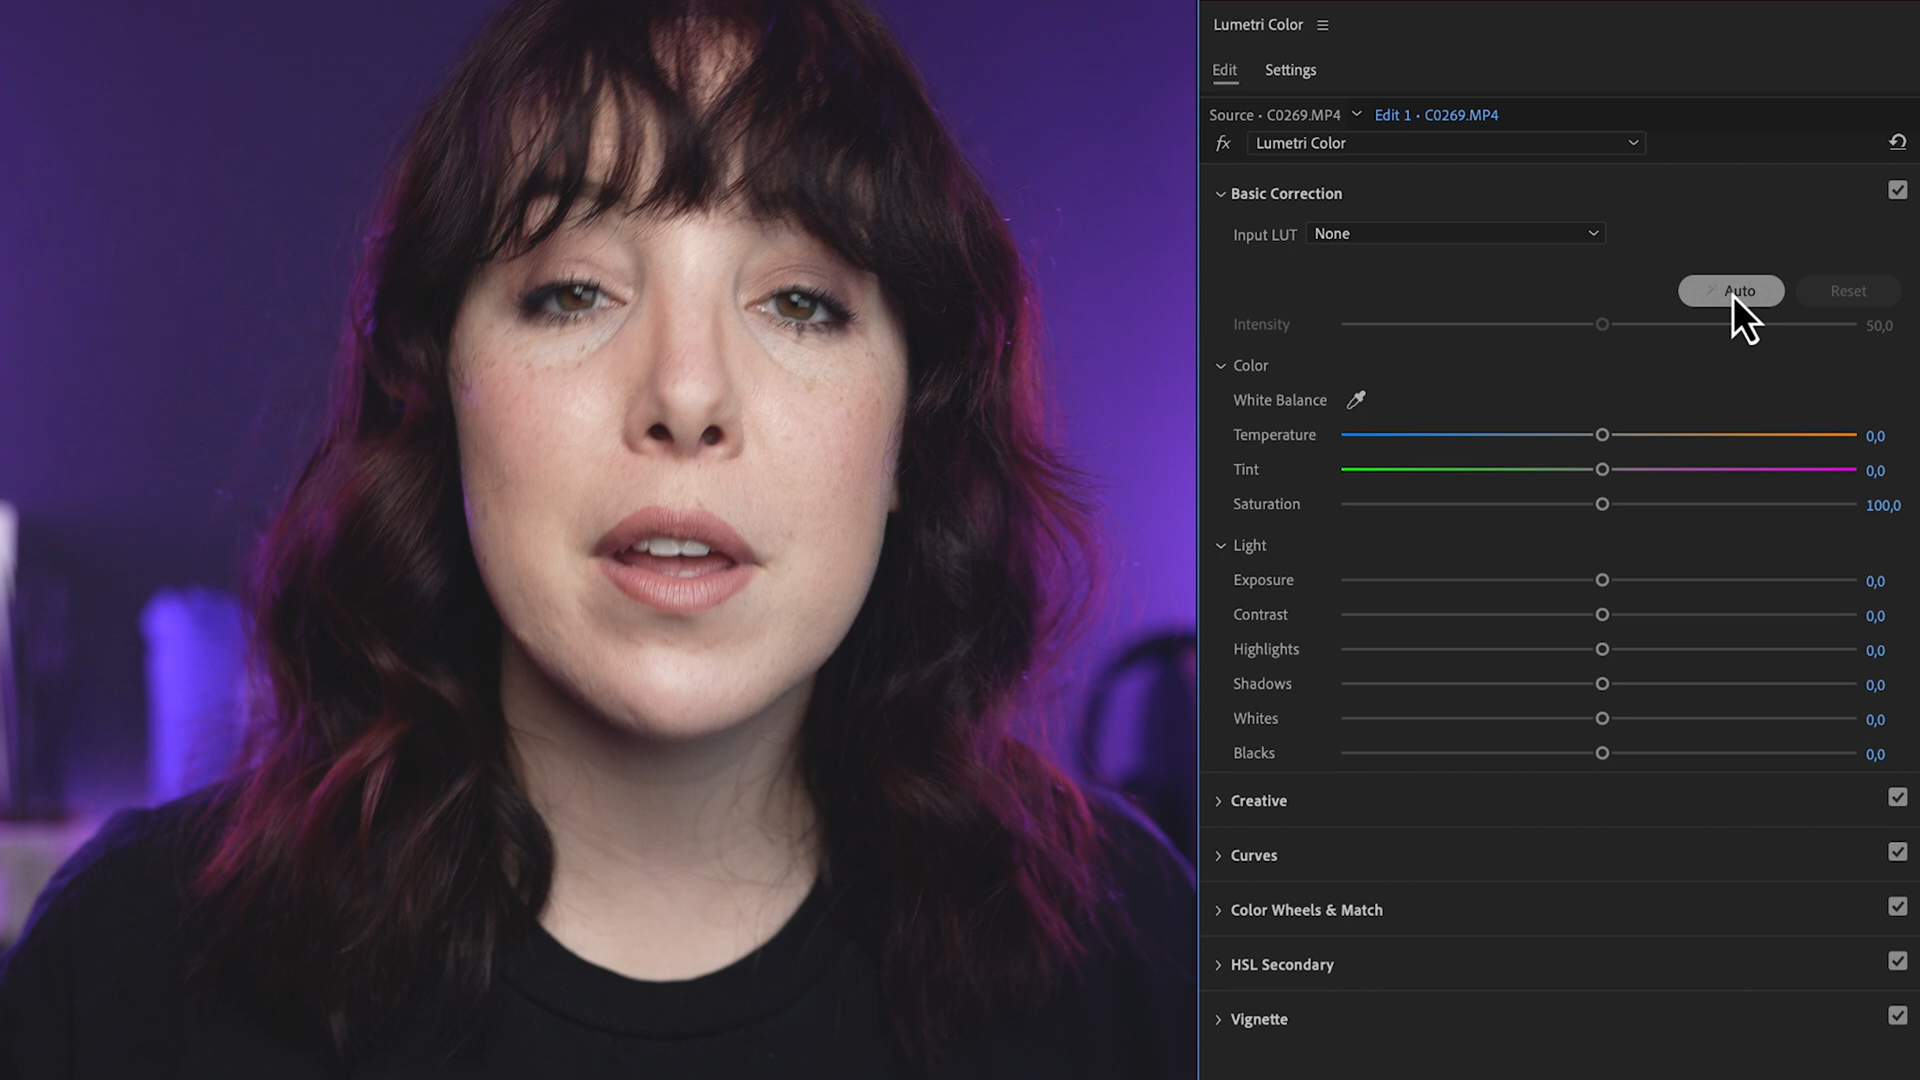 Lumetri Color
Edit Settings
Source • C0269.MP4 Edit 1 • C0269.MP4
fx Lumetri Color
Basic Correction
Input LUT None
Auto Reset
Intensity 50,0
Color
White Balance
Temperature 0,0
Tint 0,0
Saturation 100,0
Light
Exposure 0,0
Contrast 0,0
Highlights 0,0
Shadows 0,0
Whites 0,0
Blacks 0,0
Creative
Curves
Color Wheels & Match
HSL Secondary
Vignette